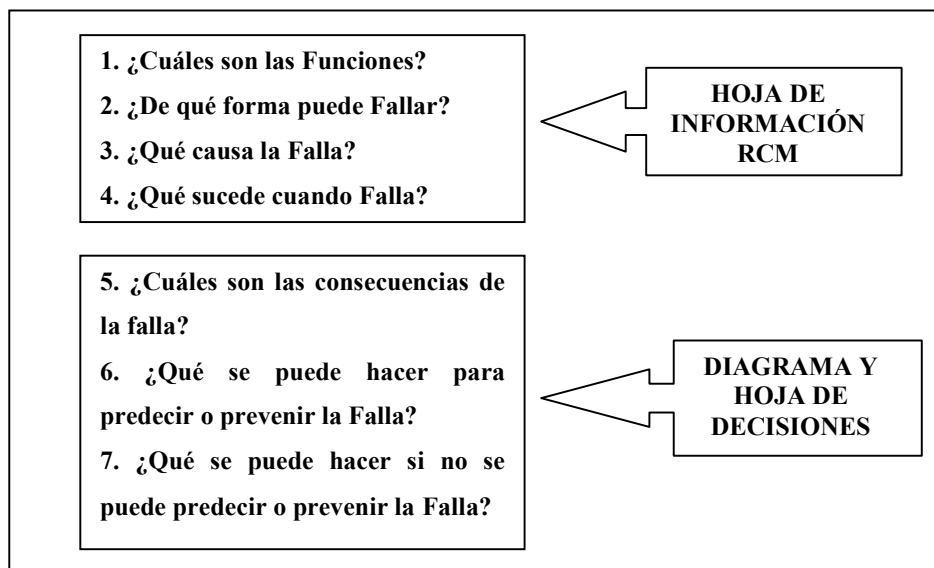 1. ¿Cuáles son las Funciones?
2. ¿De qué forma puede Fallar?
3. ¿Qué causa la Falla?
4. ¿Qué sucede cuando Falla?
HOJA DE
INFORMACIÓN
RCM
5. ¿Cuáles son las consecuencias de
la falla?
6. ¿Qué se puede hacer para
predecir o prevenir la Falla?
7. ¿Qué se puede hacer si no se
puede predecir o prevenir la Falla?
DIAGRAMA Y
HOJA DE
DECISIONES